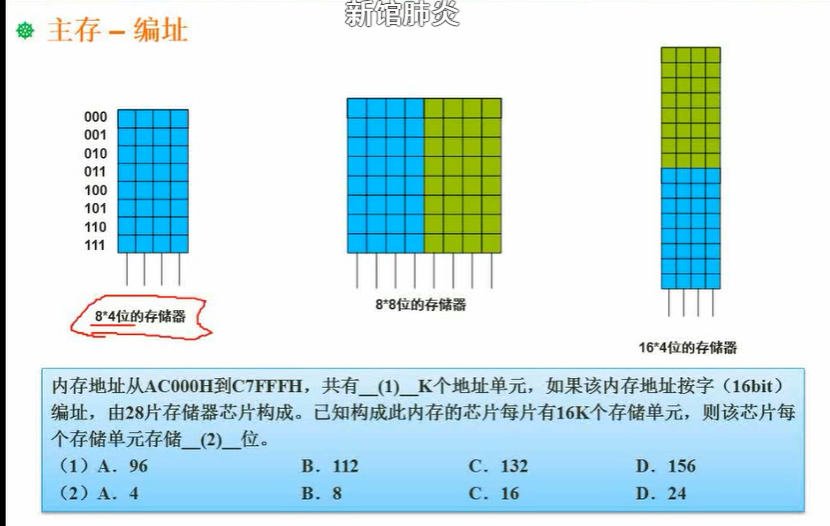 新馆肺炎
主存 – 编址
000
001
010
011
100
101
110
111
8*4位的存储器
8*8位的存储器
16*4位的存储器
内存地址从AC000H到C7FFFH，共有__(1)__K个地址单元，如果该内存地址按字（16bit）
编址，由28片存储器芯片构成。已知构成此内存的芯片每片有16K个存储单元，则该芯片每
个存储单元存储__(2)__位。
（1）A．96 B．112 C．132 D．156
（2）A．4 B．8 C．16 D．24